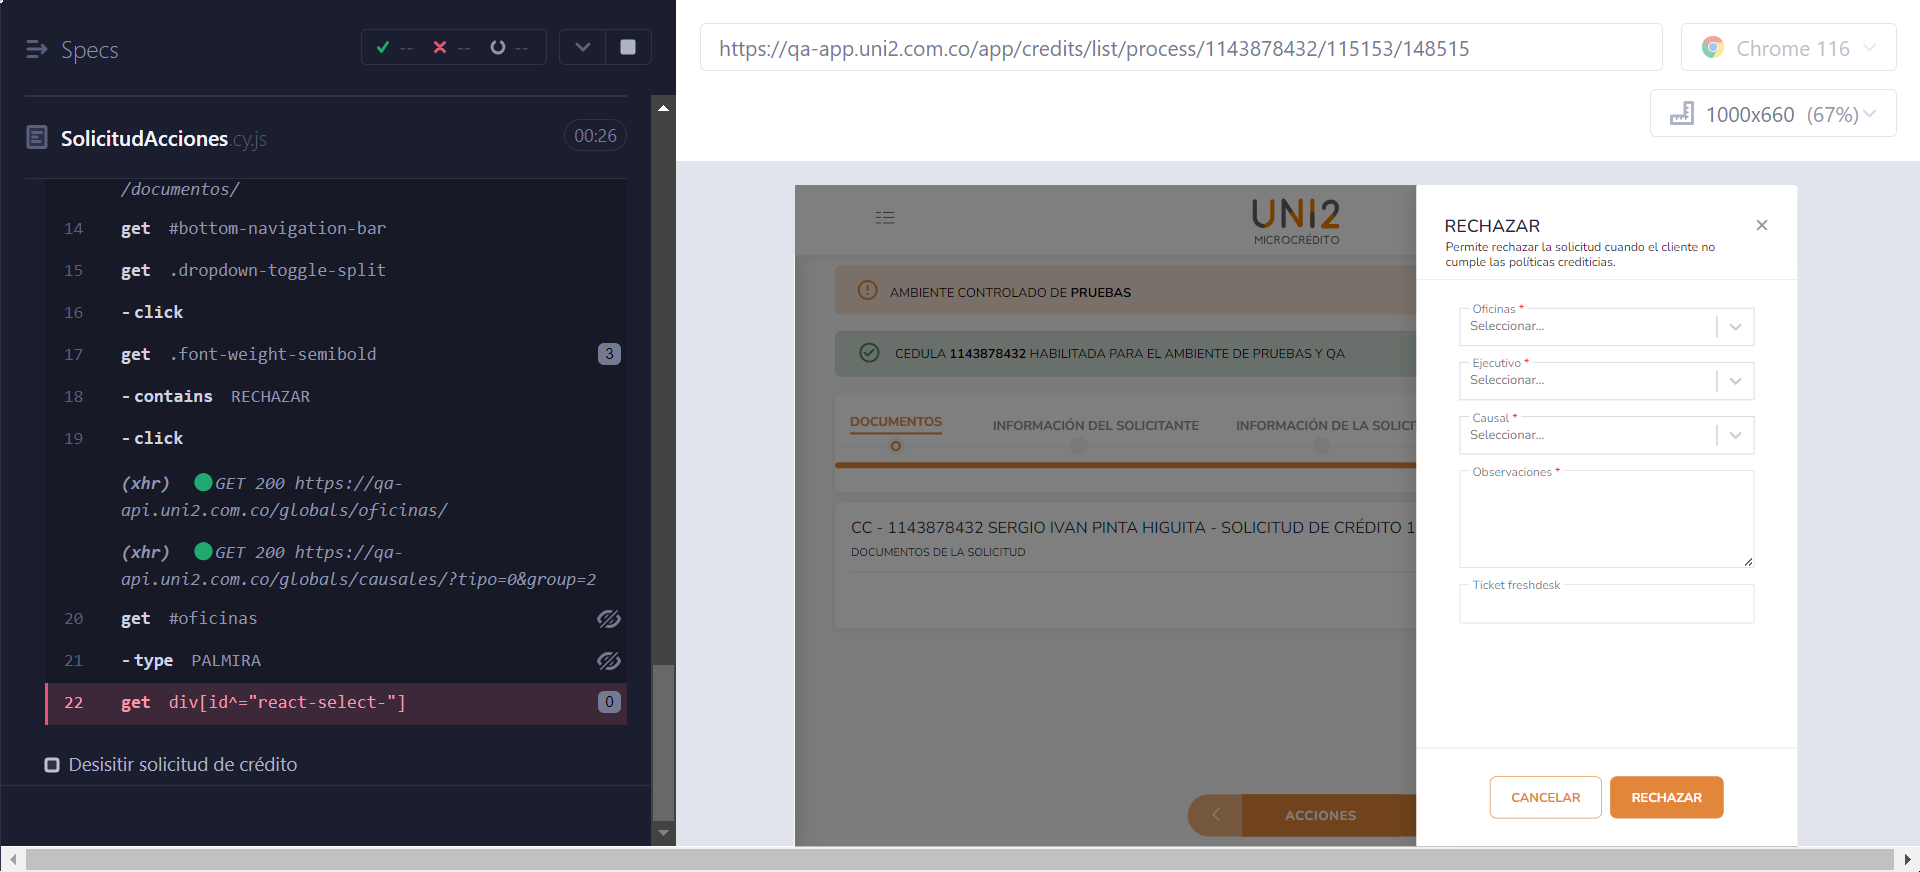 Specs
--
--
--
SolicitudAcciones.cy.js
00:26
/documentos/
14 get #bottom-navigation-bar
15 get .dropdown-toggle-split
16 -click
17 get .font-weight-semibold 3
18 -contains RECHAZAR
19 -click
(xhr) GET 200 https://qa-
api.uni2.com.co/globals/oficinas/
(xhr) GET 200 https://qa-
api.uni2.com.co/globals/causales/?tipo=0&group=2
20 get #oficinas
21 -type PALMIRA
22 get div[id^="react-select-"] 0
Desisitir solicitud de crédito
https://qa-app.uni2.com.co/app/credits/list/process/1143878432/115153/148515
Chrome 116
1000x660 (67%)
UNI2
MICROCRÉDITO
AMBIENTE CONTROLADO DE PRUEBAS
CEDULA 1143878432 HABILITADA PARA EL AMBIENTE DE PRUEBAS Y QA
DOCUMENTOS
INFORMACIÓN DEL SOLICITANTE
INFORMACIÓN DE LA SOLICIT
CC - 1143878432 SERGIO IVAN PINTA HIGUITA - SOLICITUD DE CRÉDITO 1
DOCUMENTOS DE LA SOLICITUD
ACCIONES
RECHAZAR
Permite rechazar la solicitud cuando el cliente no
cumple las políticas crediticias.
Oficinas *
Seleccionar...
Ejecutivo *
Seleccionar...
Causal *
Seleccionar...
Observaciones *
Ticket freshdesk
CANCELAR
RECHAZAR